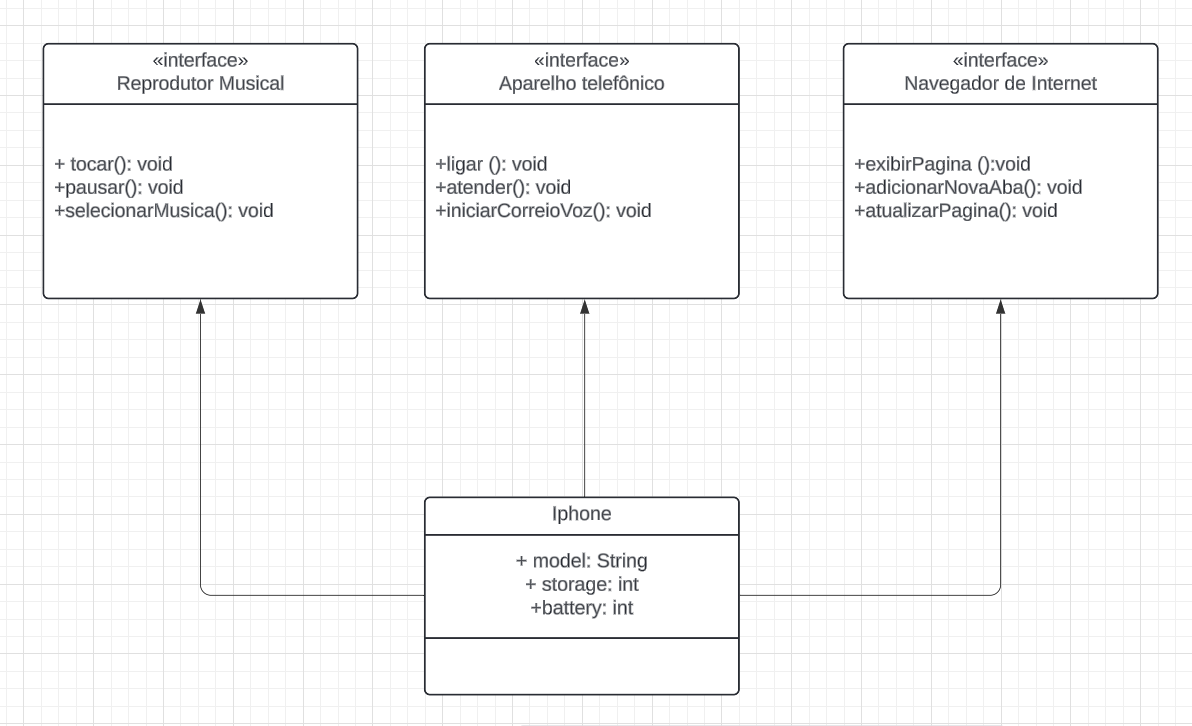 «interface»
Reprodutor Musical
+ tocar(): void
+pausar(): void
+selecionarMusica(): void
«interface»
Aparelho telefônico
+ligar (): void
+atender(): void
+iniciarCorreioVoz(): void
«interface»
Navegador de Internet
+exibirPagina ():void
+adicionarNovaAba(): void
+atualizarPagina(): void
Iphone
+ model: String
+ storage: int
+battery: int